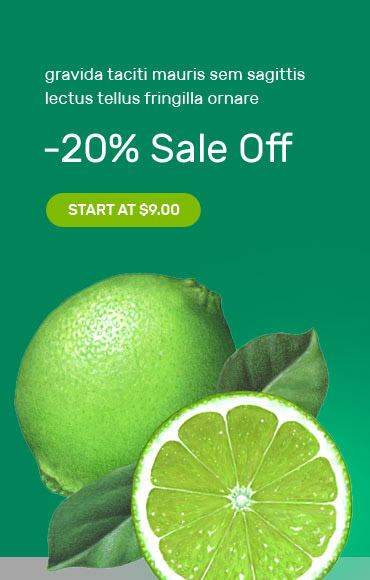 gravida taciti mauris sem sagittis
lectus tellus fringilla ornare
-20% Sale Off
START AT $9.00